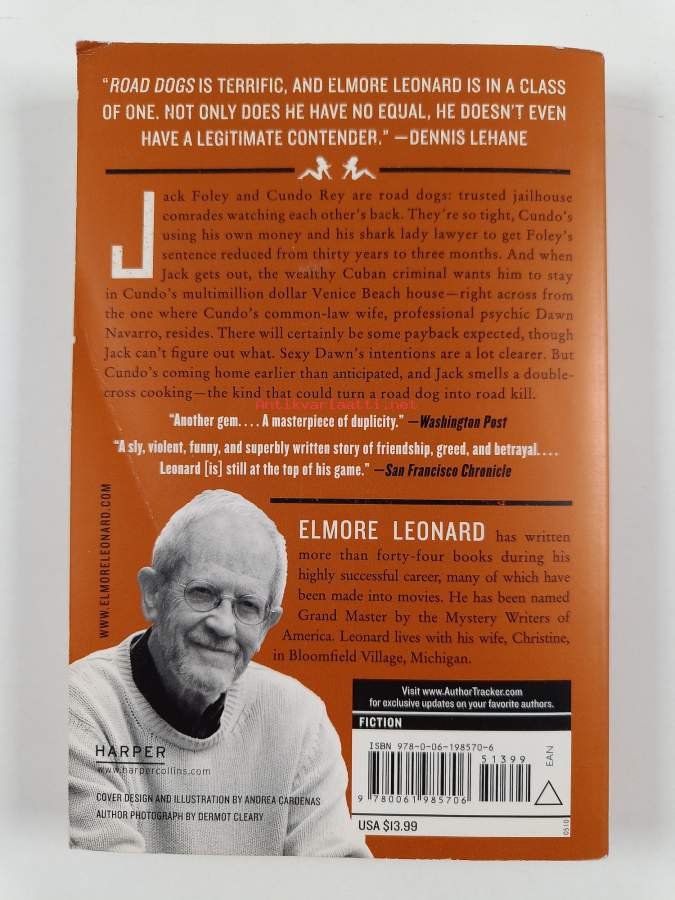 “ROAD DOGS IS TERRIFIC, AND ELMORE LEONARD IS IN A CLASS
OF ONE. NOT ONLY DOES HE HAVE NO EQUAL, HE DOESN'T EVEN
HAVE A LEGITIMATE CONTENDER.” —DENNIS LEHANE
Jack Foley and Cundo Rey are road dogs: trusted jailhouse
comrades watching each other's back. They're so tight, Cundo's
using his own money and his shark lady lawyer to get Foley's
sentence reduced from thirty years to three months. And when
Jack gets out, the wealthy Cuban criminal wants him to stay
in Cundo's multimillion dollar Venice Beach house—right across from
the one where Cundo's common-law wife, professional psychic Dawn
Navarro, resides. There will certainly be some payback expected, though
Jack can't figure out what. Sexy Dawn's intentions are a lot clearer. But
Cundo's coming home earlier than anticipated, and Jack smells a double-
cross cooking—the kind that could turn a road dog into road kill.
Antikvariaatti.net
“Another gem. . . . A masterpiece of duplicity.” —Washington Post
“A sly, violent, funny, and superbly written story of friendship, greed, and betrayal. . . .
Leonard [is] still at the top of his game.” —San Francisco Chronicle
WWW.ELMORELEONARD.COM
ELMORE LEONARD has written
more than forty-four books during his
highly successful career, many of which have
been made into movies. He has been named
Grand Master by the Mystery Writers of
America. Leonard lives with his wife, Christine,
in Bloomfield Village, Michigan.
HARPER
www.harpercollins.com
COVER DESIGN AND ILLUSTRATION BY ANDREA CARDENAS
AUTHOR PHOTOGRAPH BY DERMOT CLEARY
Visit www.AuthorTracker.com
for exclusive updates on your favorite authors.
FICTION
ISBN 978-0-06-198570-6
51399
EAN
9 780061 985706
USA $13.99
0510